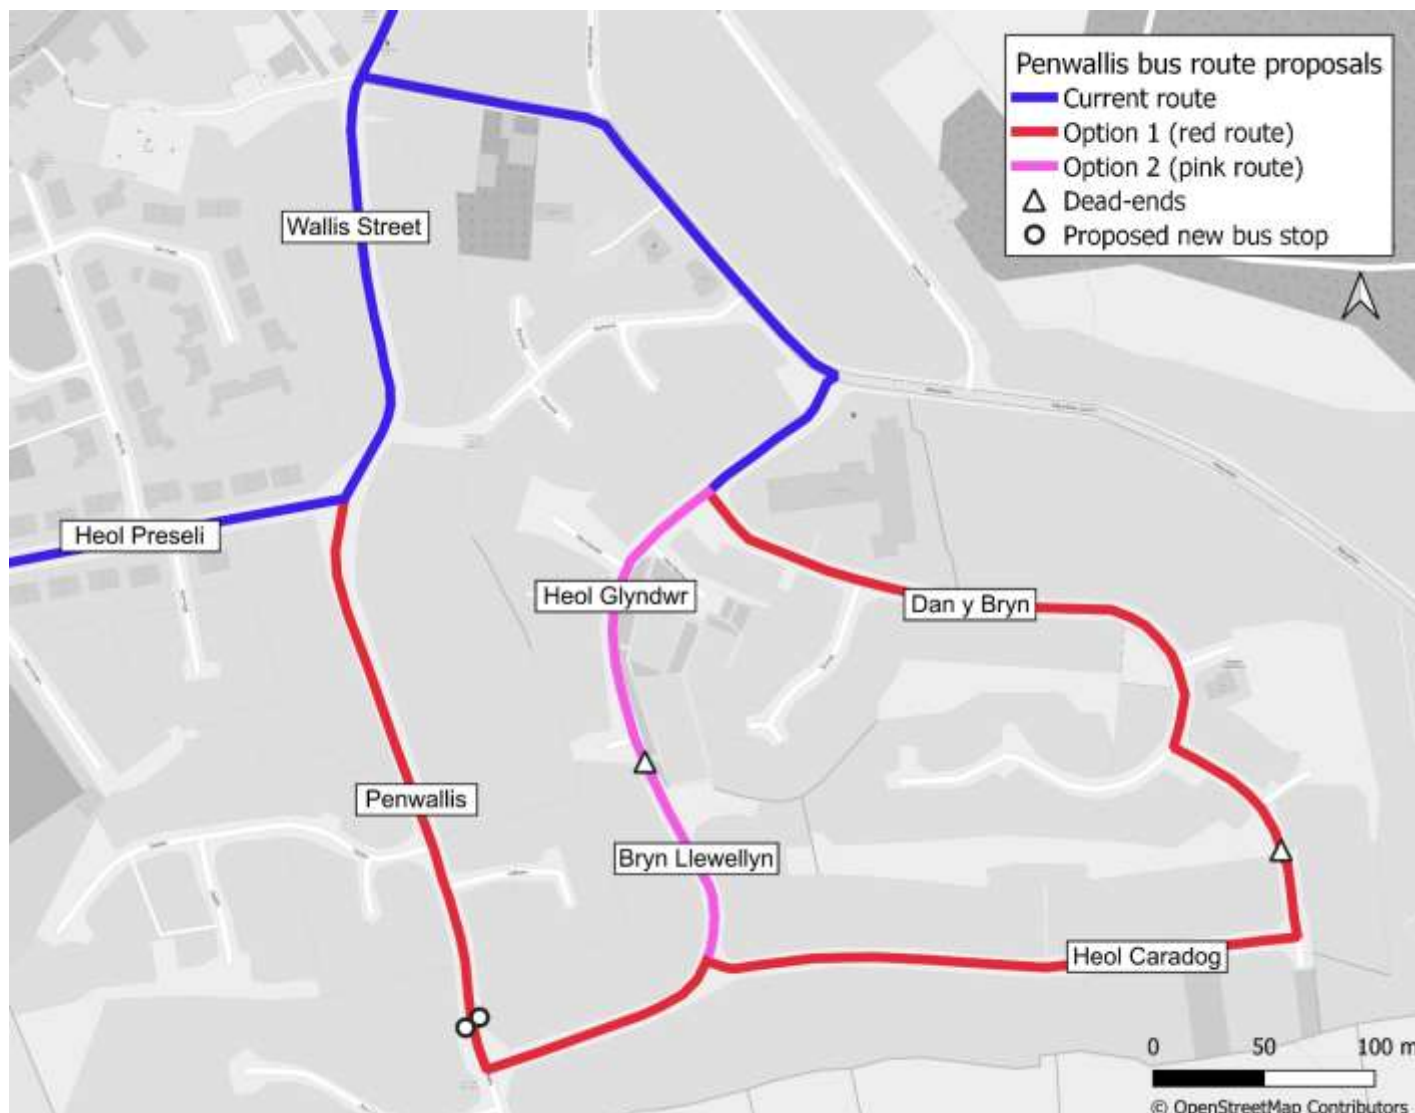 Penwallis bus route proposals
Current route
Option 1 (red route)
Option 2 (pink route)
Dead-ends
Proposed new bus stop
Wallis Street
Heol Preseli
Heol Glyndwr
Dan y Bryn
Penwallis
Bryn Llewellyn
Heol Caradog
0 50 100 m
© OpenStreetMap Contributors